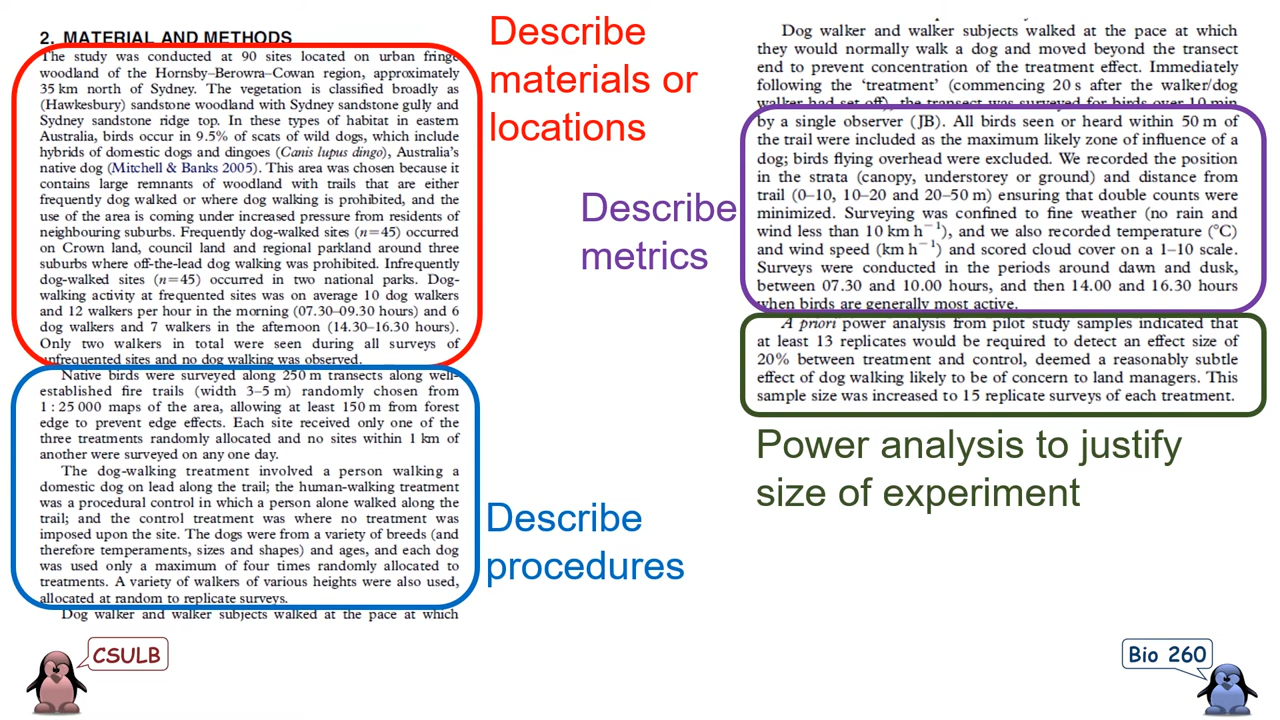 2. MATERIAL AND METHODS
The study was conducted at 90 sites located on urban fringe
woodland of the Hornsby–Berowra–Cowan region, approximately
35 km north of Sydney. The vegetation is classified broadly as
(Hawkesbury) sandstone woodland with Sydney sandstone gully and
Sydney sandstone ridge top. In these types of habitat in eastern
Australia, birds occur in 9.5% of scats of wild dogs, which include
hybrids of domestic dogs and dingoes (Canis lupus dingo), Australia's
native dog (Mitchell & Banks 2005). This area was chosen because it
contains large remnants of woodland with trails that are either
frequently dog walked or where dog walking is prohibited, and the
use of the area is coming under increased pressure from residents of
neighbouring suburbs. Frequently dog-walked sites (n=45) occurred
on Crown land, council land and regional parkland around three
suburbs where off-the-lead dog walking was prohibited. Infrequently
dog-walked sites (n=45) occurred in two national parks. Dog-
walking activity at frequented sites was on average 10 dog walkers
and 12 walkers per hour in the morning (07.30–09.30 hours) and 6
dog walkers and 7 walkers in the afternoon (14.30–16.30 hours).
Only two walkers in total were seen during all surveys of
unfrequented sites and no dog walking was observed.
Native birds were surveyed along 250 m transects along well-
established fire trails (width 3–5 m) randomly chosen from
1 : 25 000 maps of the area, allowing at least 150 m from forest
edge to prevent edge effects. Each site received only one of the
three treatments randomly allocated and no sites within 1 km of
another were surveyed on any one day.
The dog-walking treatment involved a person walking a
domestic dog on lead along the trail; the human-walking treatment
was a procedural control in which a person alone walked along the
trail; and the control treatment was where no treatment was
imposed upon the site. The dogs were from a variety of breeds (and
therefore temperaments, sizes and shapes) and ages, and each dog
was used only a maximum of four times randomly allocated to
treatments. A variety of walkers of various heights were also used,
allocated at random to replicate surveys.
Dog walker and walker subjects walked at the pace at which
Describe
materials or
locations
Describe
procedures
Dog walker and walker subjects walked at the pace at which
they would normally walk a dog and moved beyond the transect
end to prevent concentration of the treatment effect. Immediately
following the 'treatment' (commencing 20 s after the walker/dog
walker had set off), the transect was surveyed for birds over 10 min
by a single observer (JB). All birds seen or heard within 50 m of
the trail were included as the maximum likely zone of influence of a
dog; birds flying overhead were excluded. We recorded the position
in the strata (canopy, understorey or ground) and distance from
trail (0–10, 10–20 and 20–50 m) ensuring that double counts were
minimized. Surveying was confined to fine weather (no rain and
wind less than 10 km h⁻¹), and we also recorded temperature (°C)
and wind speed (km h⁻¹) and scored cloud cover on a 1–10 scale.
Surveys were conducted in the periods around dawn and dusk,
between 07.30 and 10.00 hours, and then 14.00 and 16.30 hours
when birds are generally most active.
A priori power analysis from pilot study samples indicated that
at least 13 replicates would be required to detect an effect size of
20% between treatment and control, deemed a reasonably subtle
effect of dog walking likely to be of concern to land managers. This
sample size was increased to 15 replicate surveys of each treatment.
Describe
metrics
Power analysis to justify
size of experiment
CSULB
Bio 260